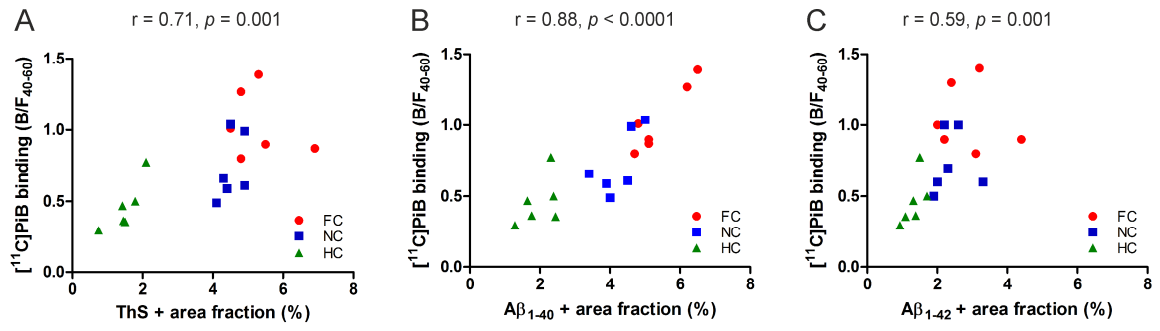 A
r = 0.71, p = 0.001
[11C]PiB binding (B/F40-60)
1.5
1.0
0.5
0.0
FC
NC
HC
0 2 4 6 8
ThS + area fraction (%)
B
r = 0.88, p < 0.0001
[11C]PiB binding (B/F40-60)
1.5
1.0
0.5
0.0
FC
NC
HC
0 2 4 6 8
Aβ1-40 + area fraction (%)
C
r = 0.59, p = 0.001
[11C]PiB binding (B/F40-60)
1.5
1.0
0.5
0.0
FC
NC
HC
0 2 4 6 8
Aβ1-42 + area fraction (%)